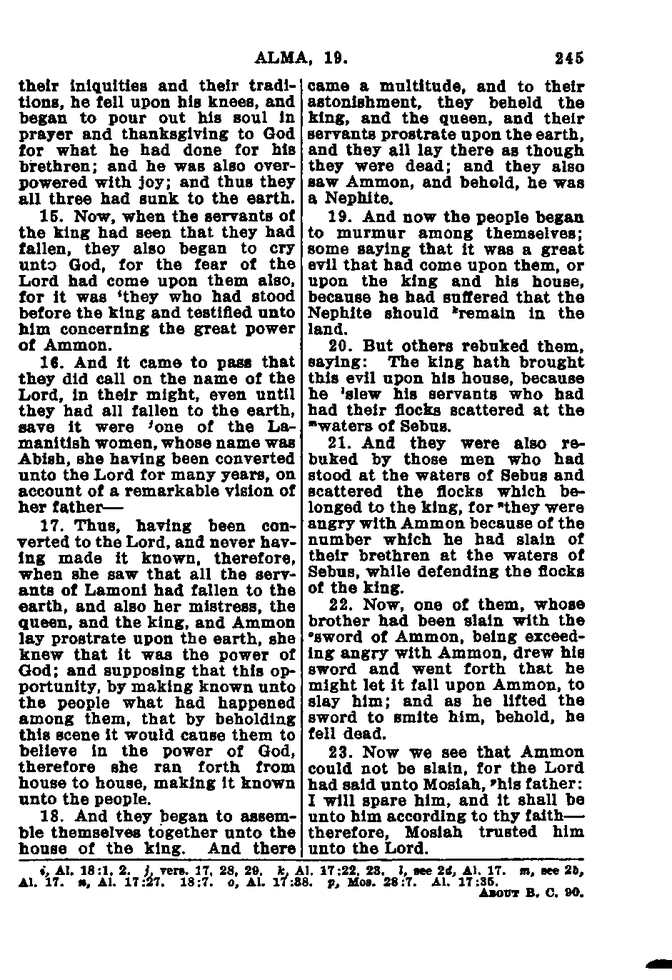 ALMA, 19. 245
their iniquities and their tradi-
tions, he fell upon his knees, and
began to pour out his soul in
prayer and thanksgiving to God
for what he had done for his
brethren; and he was also over-
powered with joy; and thus they
all three had sunk to the earth.
15. Now, when the servants of
the king had seen that they had
fallen, they also began to cry
unto God, for the fear of the
Lord had come upon them also,
for it was ⁱthey who had stood
before the king and testified unto
him concerning the great power
of Ammon.
16. And it came to pass that
they did call on the name of the
Lord, in their might, even until
they had all fallen to the earth,
save it were ʲone of the La-
manitish women, whose name was
Abish, she having been converted
unto the Lord for many years, on
account of a remarkable vision of
her father—
17. Thus, having been con-
verted to the Lord, and never hav-
ing made it known, therefore,
when she saw that all the serv-
ants of Lamoni had fallen to the
earth, and also her mistress, the
queen, and the king, and Ammon
lay prostrate upon the earth, she
knew that it was the power of
God; and supposing that this op-
portunity, by making known unto
the people what had happened
among them, that by beholding
this scene it would cause them to
believe in the power of God,
therefore she ran forth from
house to house, making it known
unto the people.
18. And they began to assem-
ble themselves together unto the
house of the king. And there
came a multitude, and to their
astonishment, they beheld the
king, and the queen, and their
servants prostrate upon the earth,
and they all lay there as though
they were dead; and they also
saw Ammon, and behold, he was
a Nephite.
19. And now the people began
to murmur among themselves;
some saying that it was a great
evil that had come upon them, or
upon the king and his house,
because he had suffered that the
Nephite should ᵏremain in the
land.
20. But others rebuked them,
saying: The king hath brought
this evil upon his house, because
he ˡslew his servants who had
had their flocks scattered at the
ᵐwaters of Sebus.
21. And they were also re-
buked by those men who had
stood at the waters of Sebus and
scattered the flocks which be-
longed to the king, for ⁿthey were
angry with Ammon because of the
number which he had slain of
their brethren at the waters of
Sebus, while defending the flocks
of the king.
22. Now, one of them, whose
brother had been slain with the
ᵒsword of Ammon, being exceed-
ing angry with Ammon, drew his
sword and went forth that he
might let it fall upon Ammon, to
slay him; and as he lifted the
sword to smite him, behold, he
fell dead.
23. Now we see that Ammon
could not be slain, for the Lord
had said unto Mosiah, ᵖhis father:
I will spare him, and it shall be
unto him according to thy faith—
therefore, Mosiah trusted him
unto the Lord.
i, Al. 18:1, 2. j, vers. 17, 28, 29. k, Al. 17:22, 23. l, see 2d, Al. 17. m, see 2b,
Al. 17. n, Al. 17:27. 18:7. o, Al. 17:38. p, Mos. 28:7. Al. 17:35.
ABOUT B. C. 90.